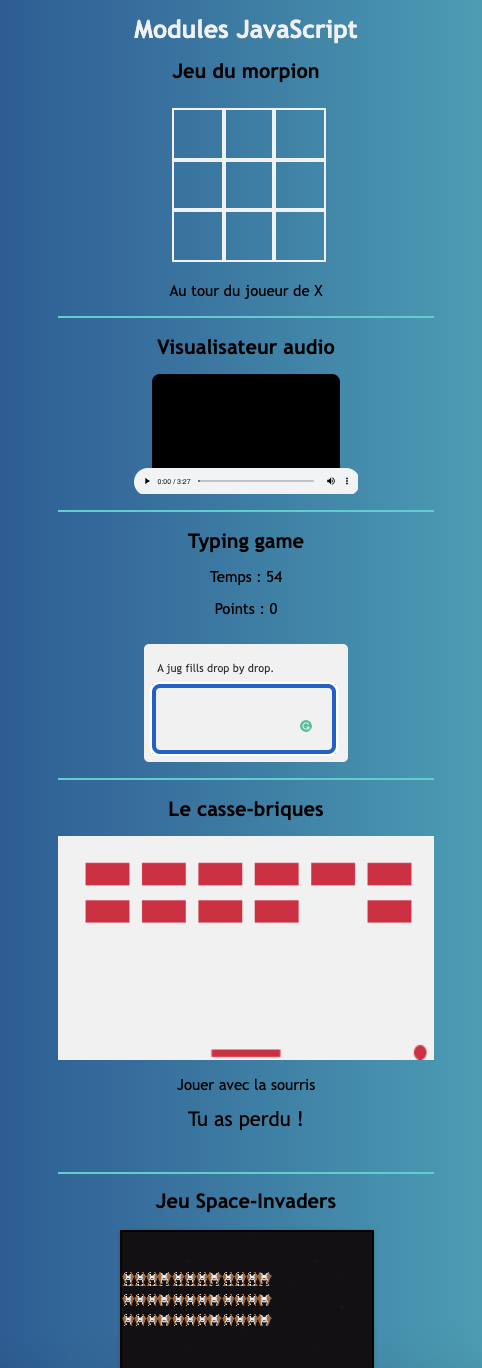 Modules JavaScript
Jeu du morpion
Au tour du joueur de X
Visualisateur audio
0:00 / 3:27
Typing game
Temps : 54
Points : 0
A jug fills drop by drop.
Le casse-briques
Jouer avec la sourris
Tu as perdu !
Jeu Space-Invaders